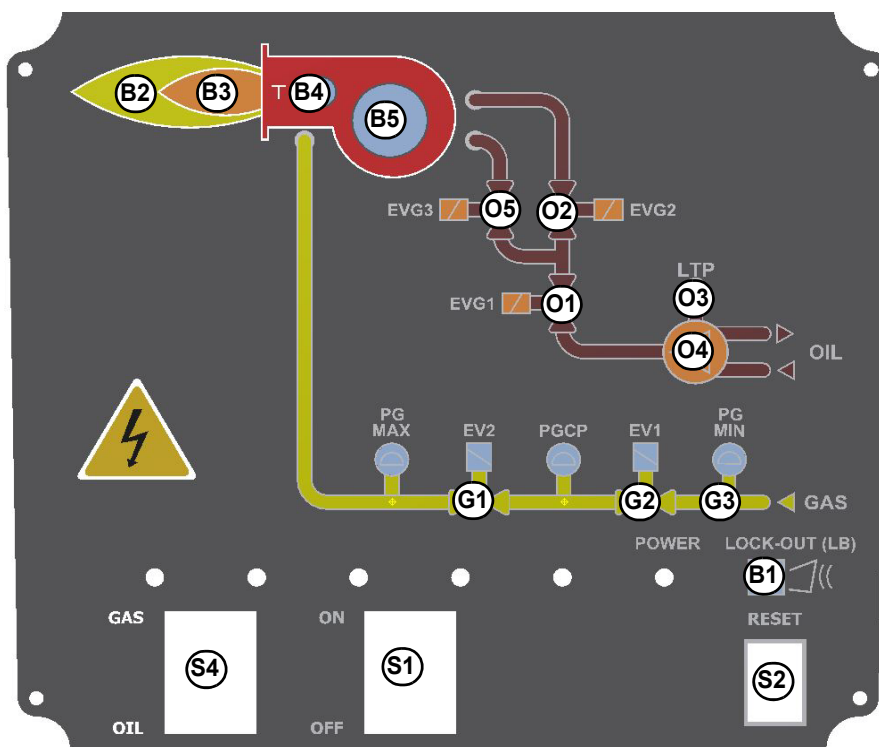 B2 B3 T B4 B5
EVG3 O5 O2 EVG2
LTP
EVG1 O1 O3
O4 OIL
PG MAX EV2 PGCP EV1 PG MIN
G1 G2 G3 GAS
POWER LOCK-OUT (LB)
B1
GAS ON RESET
S4 S1 S2
OIL OFF